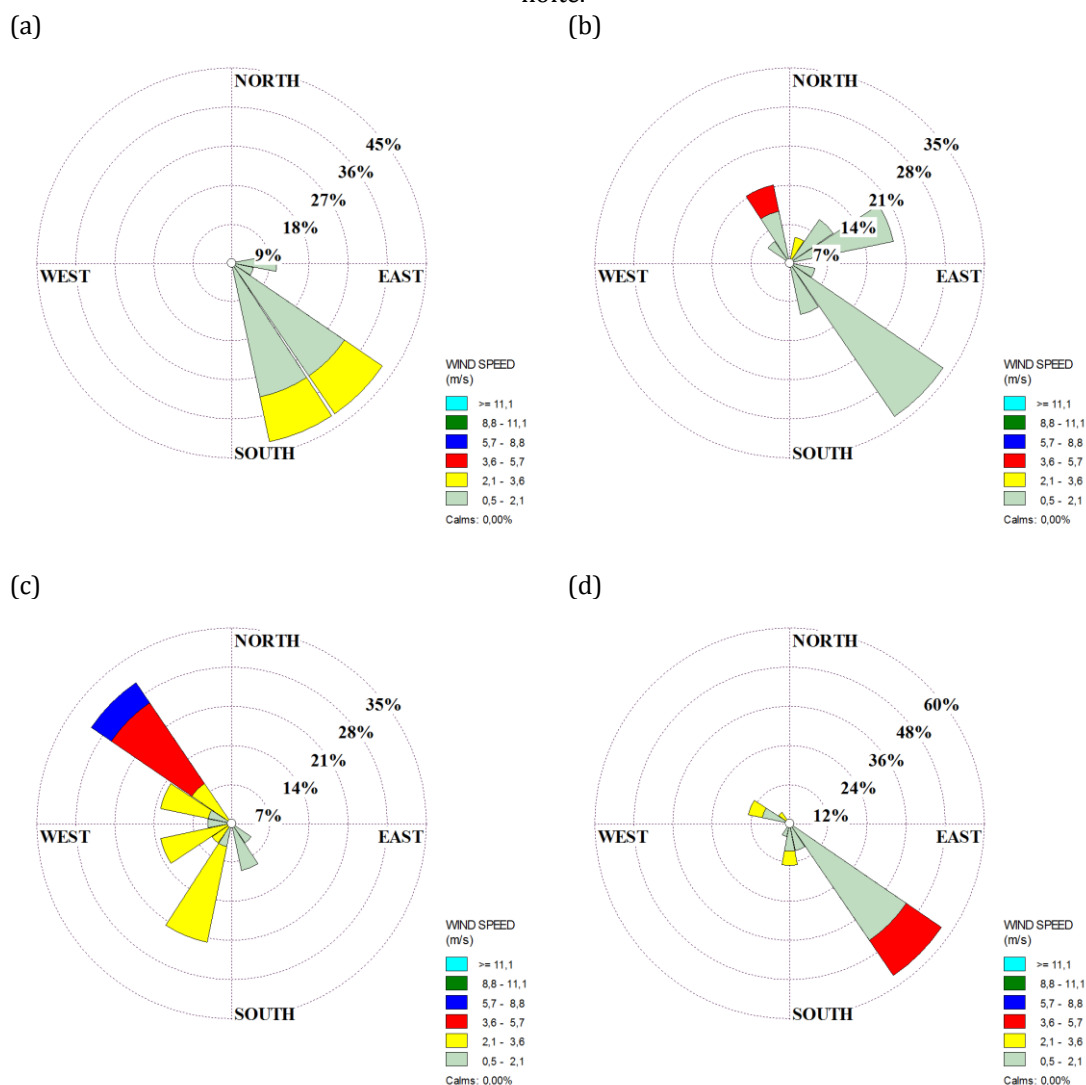 (a)
(b)
NORTH
45%
36%
27%
18%
9%
WEST
EAST
SOUTH
WIND SPEED
(m/s)
>= 11,1
8,8 - 11,1
5,7 - 8,8
3,6 - 5,7
2,1 - 3,6
0,5 - 2,1
Calms: 0,00%
NORTH
35%
28%
21%
14%
7%
WEST
EAST
SOUTH
WIND SPEED
(m/s)
>= 11,1
8,8 - 11,1
5,7 - 8,8
3,6 - 5,7
2,1 - 3,6
0,5 - 2,1
Calms: 0,00%
(c)
(d)
NORTH
35%
28%
21%
14%
7%
WEST
EAST
SOUTH
WIND SPEED
(m/s)
>= 11,1
8,8 - 11,1
5,7 - 8,8
3,6 - 5,7
2,1 - 3,6
0,5 - 2,1
Calms: 0,00%
NORTH
60%
48%
36%
24%
12%
WEST
EAST
SOUTH
WIND SPEED
(m/s)
>= 11,1
8,8 - 11,1
5,7 - 8,8
3,6 - 5,7
2,1 - 3,6
0,5 - 2,1
Calms: 0,00%